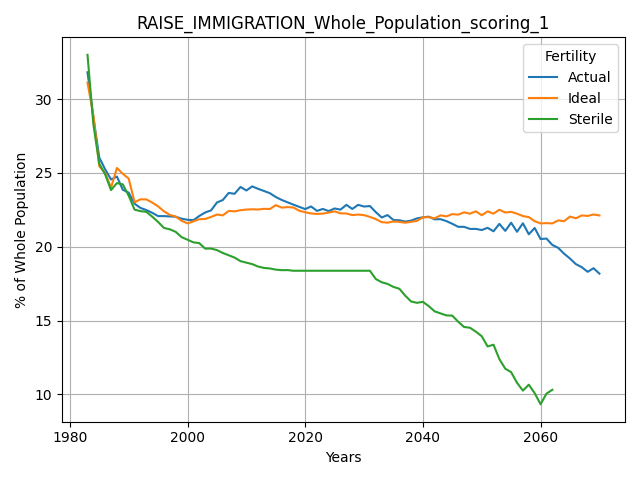 RAISE_IMMIGRATION_Whole_Population_scoring_1
Fertility
Actual
Ideal
Sterile
% of Whole Population
30
25
20
15
10
1980
2000
2020
2040
2060
Years